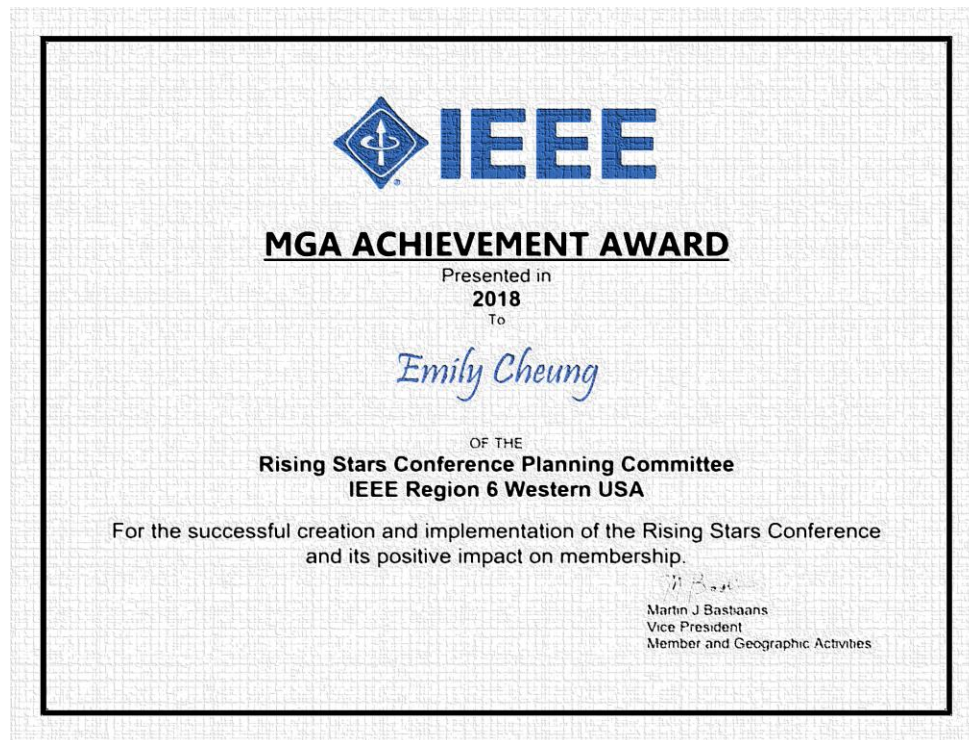 IEEE
MGA ACHIEVEMENT AWARD
Presented in
2018
To
Emily Cheung
OF THE
Rising Stars Conference Planning Committee
IEEE Region 6 Western USA
For the successful creation and implementation of the Rising Stars Conference
and its positive impact on membership.
Martin J Bastiaans
Vice President
Member and Geographic Activities